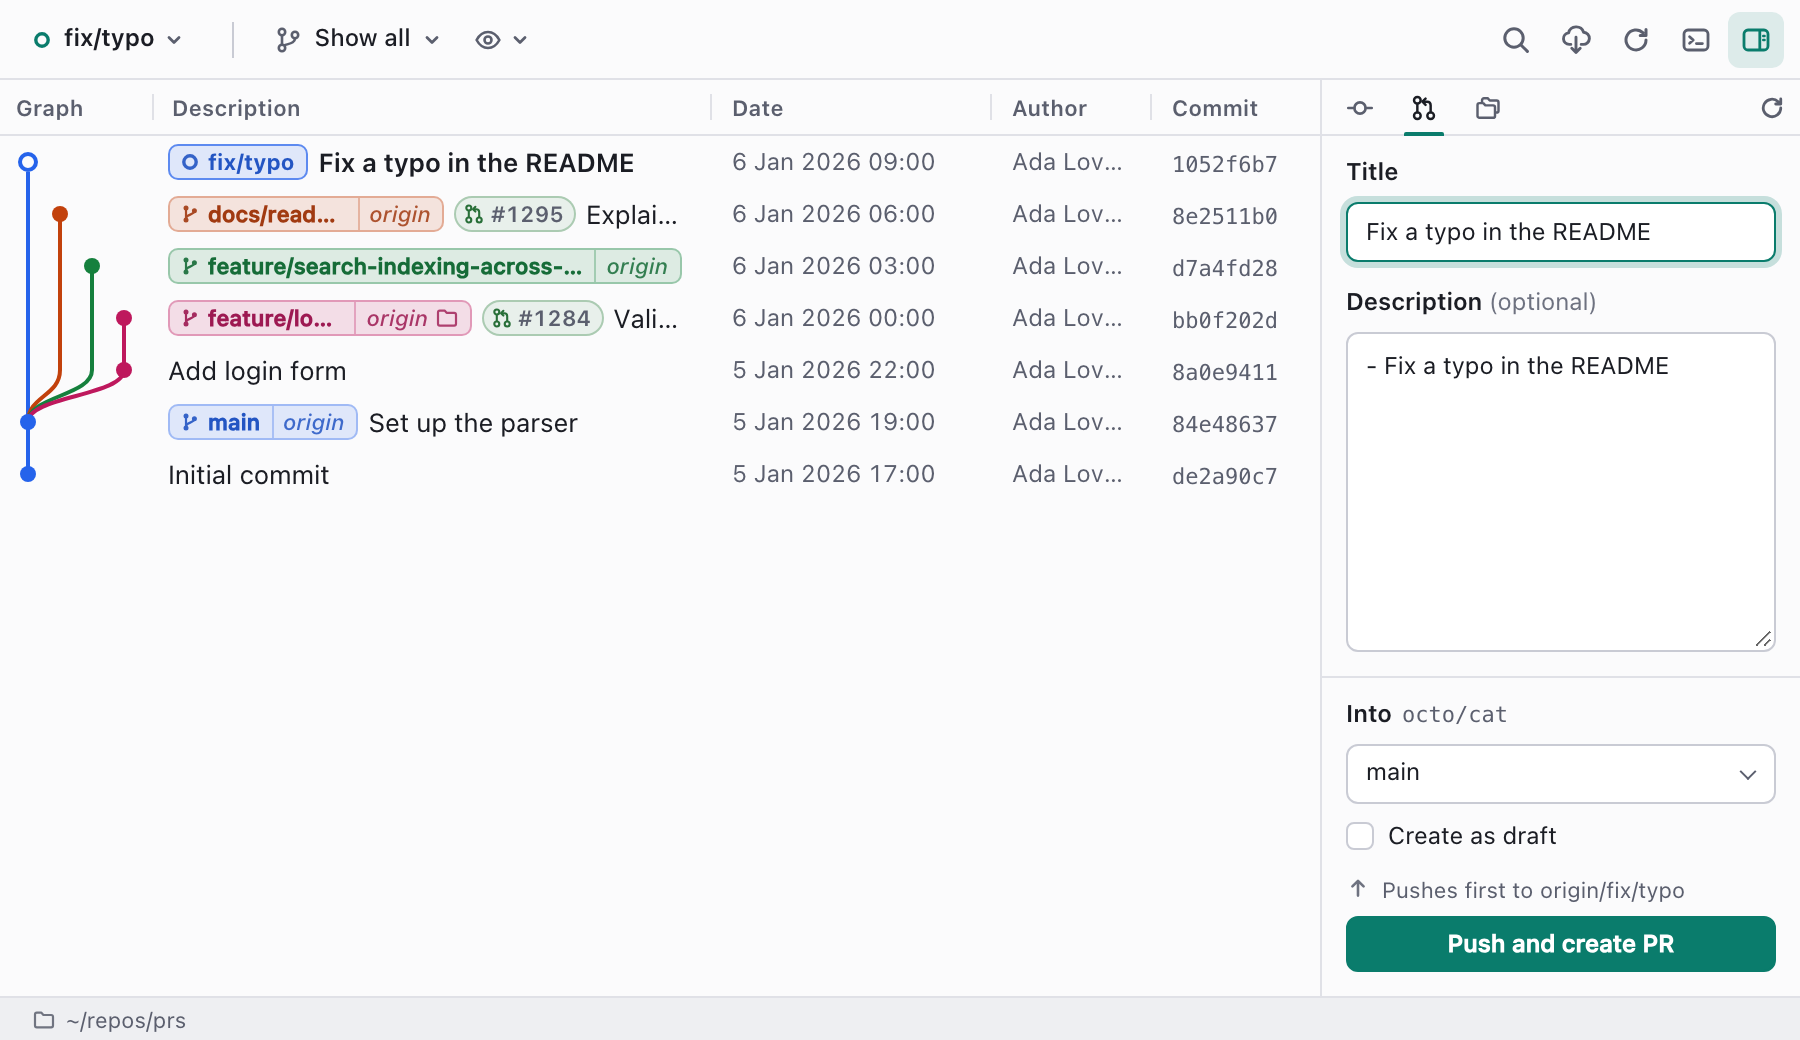 fix/typo Show all
Graph Description Date Author Commit
fix/typo Fix a typo in the README 6 Jan 2026 09:00 Ada Lov... 1052f6b7
docs/read... origin #1295 Explai... 6 Jan 2026 06:00 Ada Lov... 8e2511b0
feature/search-indexing-across-... origin 6 Jan 2026 03:00 Ada Lov... d7a4fd28
feature/lo... origin #1284 Vali... 6 Jan 2026 00:00 Ada Lov... bb0f202d
Add login form 5 Jan 2026 22:00 Ada Lov... 8a0e9411
main origin Set up the parser 5 Jan 2026 19:00 Ada Lov... 84e48637
Initial commit 5 Jan 2026 17:00 Ada Lov... de2a90c7
Title
Fix a typo in the README
Description (optional)
- Fix a typo in the README
Into octo/cat
main
Create as draft
Pushes first to origin/fix/typo
Push and create PR
~/repos/prs